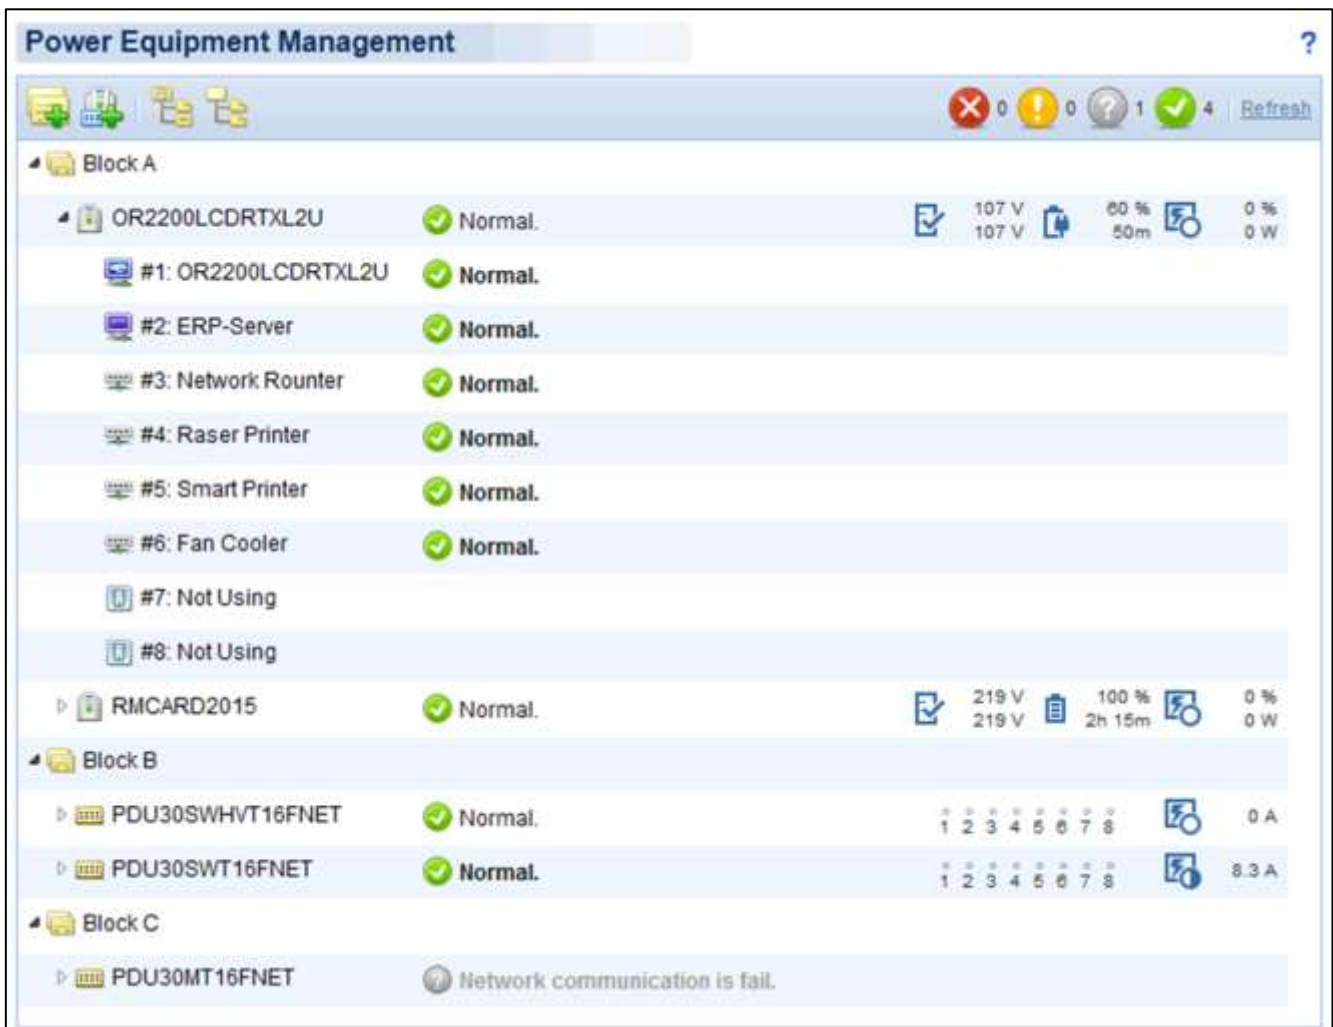 Power Equipment Management ?
0 0 1 4 Refresh
Block A
OR2200LCDRTXL2U Normal. 107 V 60 % 0 %
107 V 50m 0 W
#1: OR2200LCDRTXL2U Normal.
#2: ERP-Server Normal.
#3: Network Rounter Normal.
#4: Raser Printer Normal.
#5: Smart Printer Normal.
#6: Fan Cooler Normal.
#7: Not Using
#8: Not Using
RMCARD2015 Normal. 219 V 100 % 0 %
219 V 2h 15m 0 W
Block B
PDU30SWHVT16FNET Normal. 1 2 3 4 5 6 7 8 0 A
PDU30SWT16FNET Normal. 1 2 3 4 5 6 7 8 8.3 A
Block C
PDU30MT16FNET Network communication is fail.